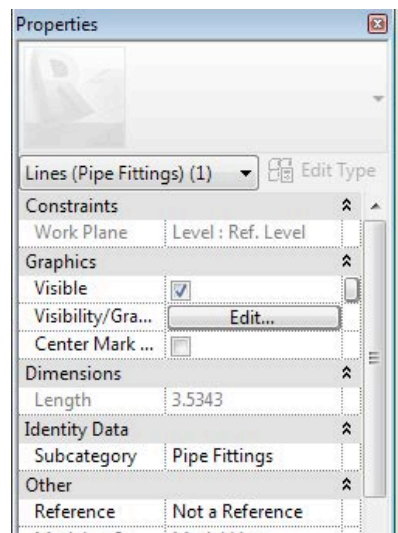 Properties
Lines (Pipe Fittings) (1) Edit Type
Constraints
Work Plane Level : Ref. Level
Graphics
Visible
Visibility/Gra... Edit...
Center Mark ...
Dimensions
Length 3.5343
Identity Data
Subcategory Pipe Fittings
Other
Reference Not a Reference